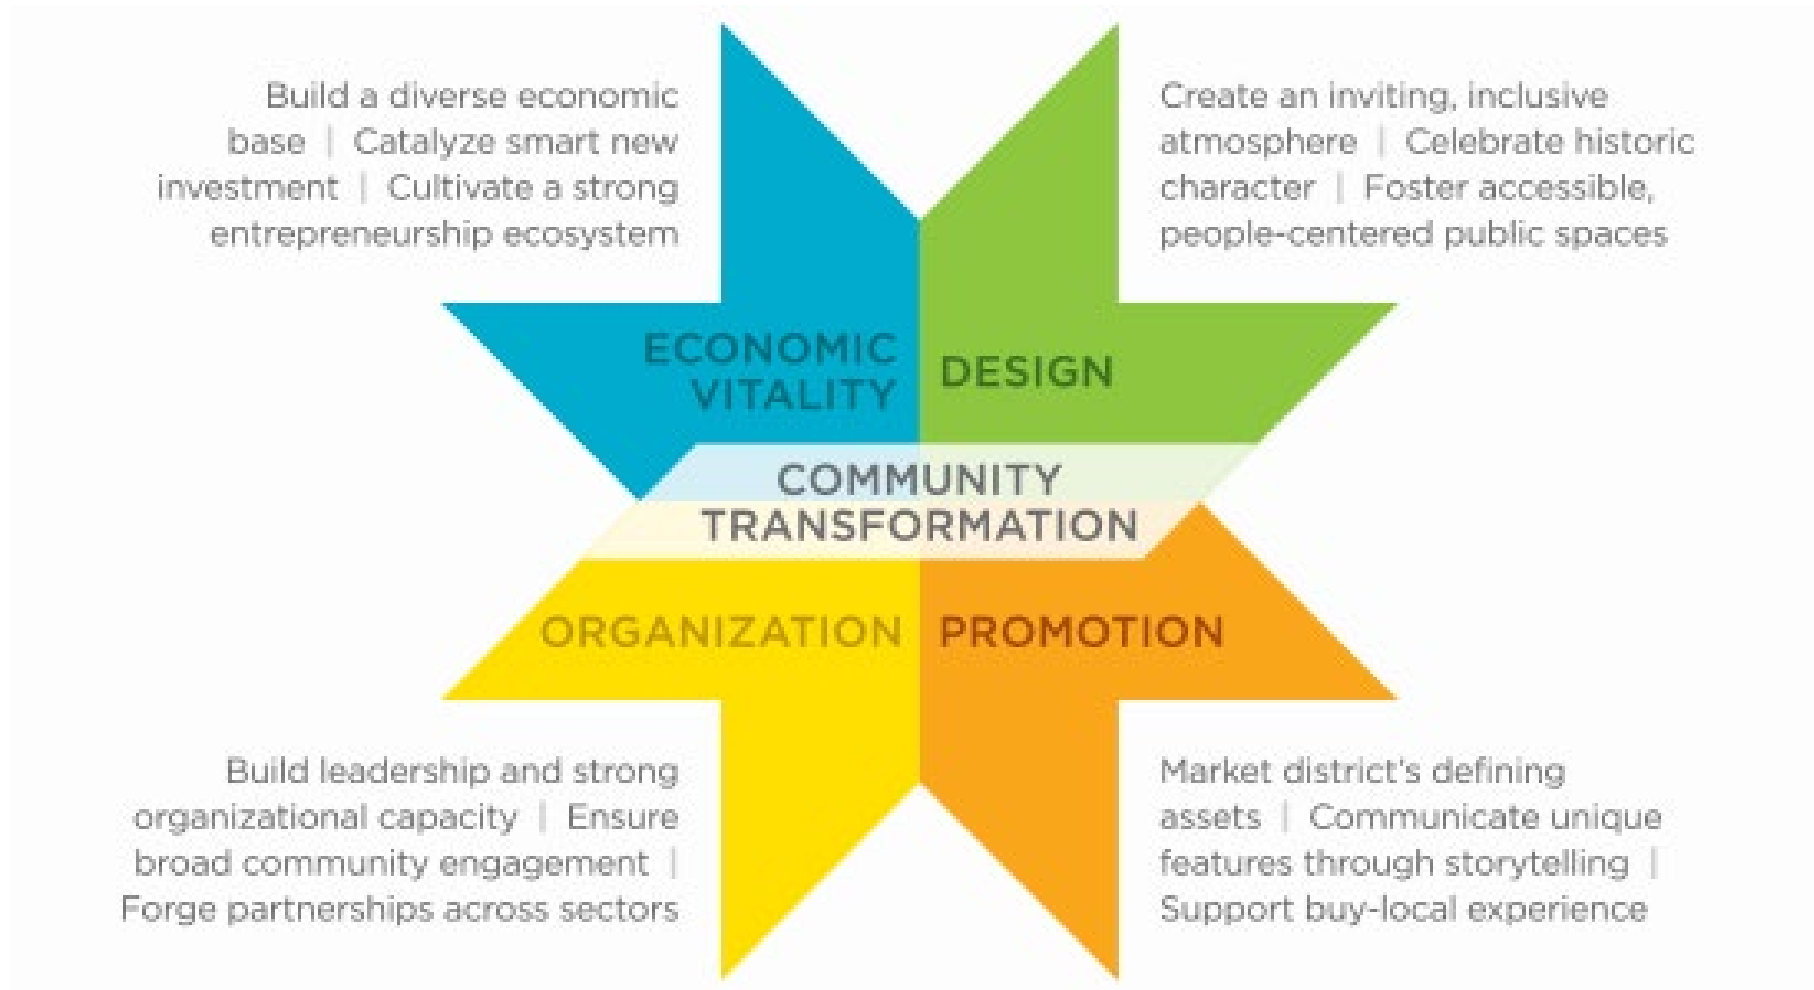 Build a diverse economic
base | Catalyze smart new
investment | Cultivate a strong
entrepreneurship ecosystem
Create an inviting, inclusive
atmosphere | Celebrate historic
character | Foster accessible,
people-centered public spaces
ECONOMIC
VITALITY
DESIGN
COMMUNITY
TRANSFORMATION
ORGANIZATION
PROMOTION
Build leadership and strong
organizational capacity | Ensure
broad community engagement |
Forge partnerships across sectors
Market district's defining
assets | Communicate unique
features through storytelling |
Support buy-local experience